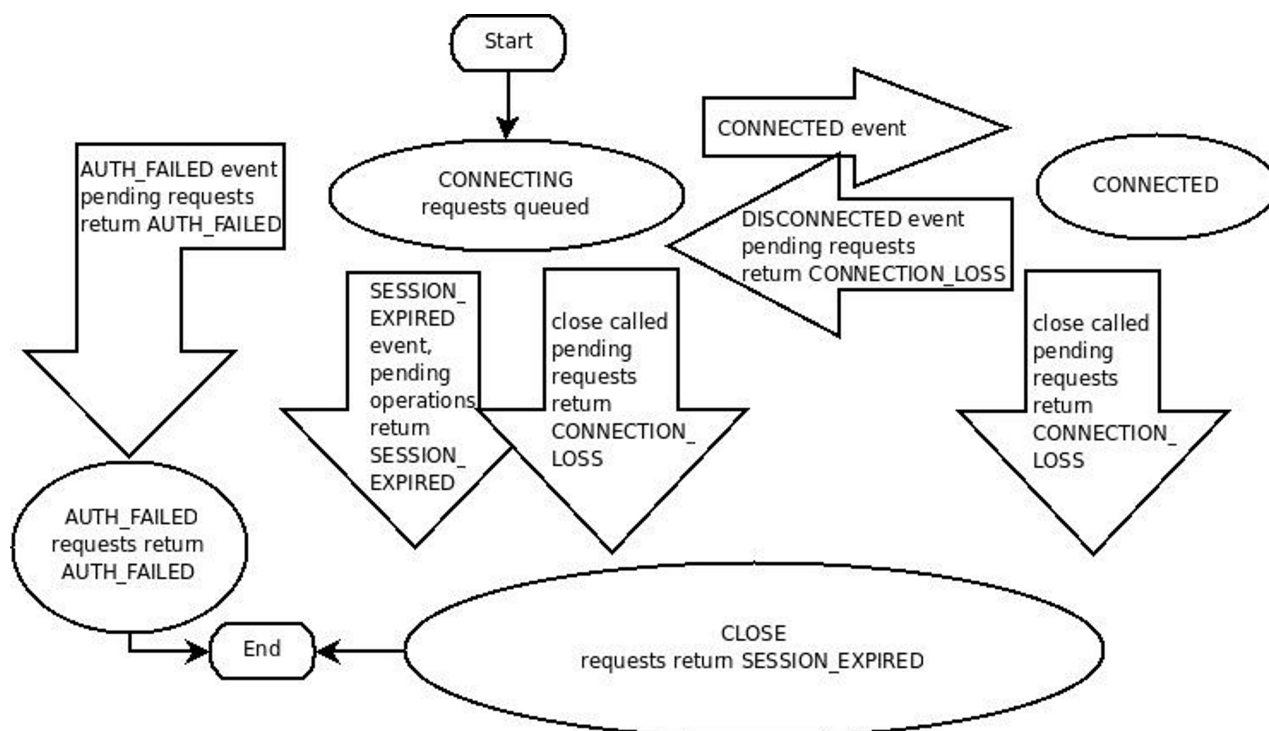 Start
CONNECTED event
AUTH_FAILED event
pending requests
return AUTH_FAILED
CONNECTING
requests queued
CONNECTED
DISCONNECTED event
pending requests
return CONNECTION_LOSS
SESSION_
EXPIRED
event,
pending
operations
return
SESSION_
EXPIRED
close called
pending
requests
return
CONNECTION_
LOSS
close called
pending
requests
return
CONNECTION_
LOSS
AUTH_FAILED
requests return
AUTH_FAILED
End
CLOSE
requests return SESSION_EXPIRED